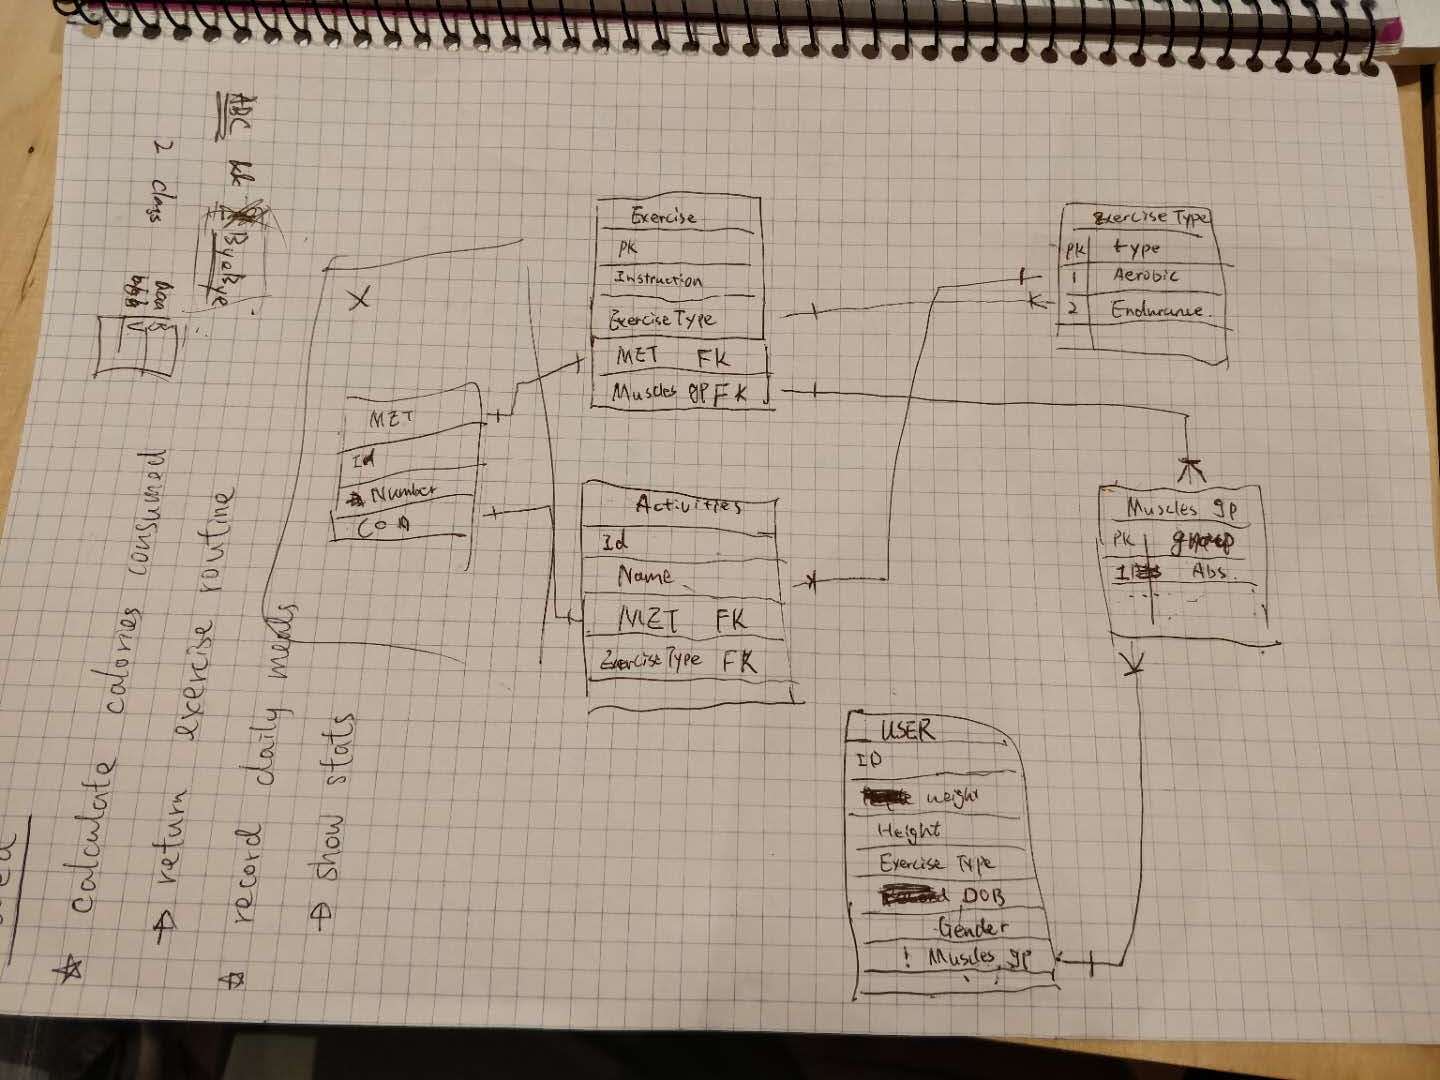 Exercise
PK
Instruction
Exercise Type
MET FK
Muscles gp FK
Exercise Type
PK type
1 Aerobic
2 Endurance.
MET
Id
Number
Activities
Id
Name
MET FK
Exercise Type FK
Muscles gp
PK group
1 Abs.
USER
ID
weight
Height
Exercise Type
DOB
Gender
! Muscles gp
X
ABC
ByeBye
2 class
calculate calories consumed
→ return exercise routine
record daily meals
→ show stats